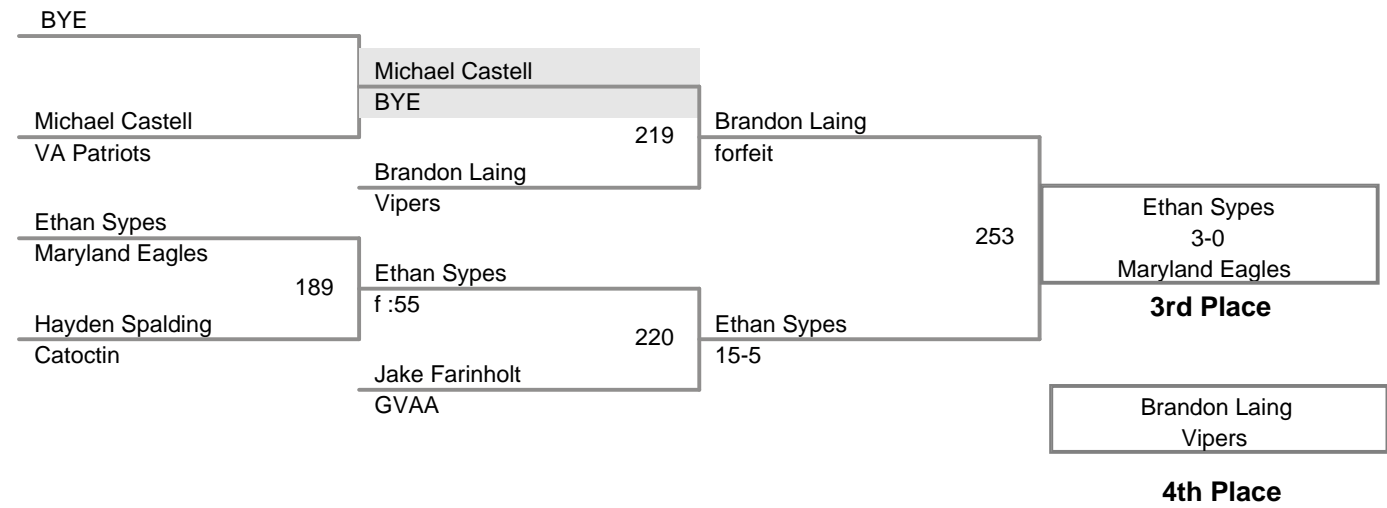 BYE
Michael Castell
BYE
Michael Castell
VA Patriots
219
Brandon Laing
forfeit
Brandon Laing
Vipers
Ethan Sypes
Maryland Eagles
189
Ethan Sypes
f :55
Hayden Spalding
Catoctin
220
Ethan Sypes
15-5
Jake Farinholt
GVAA
253
Ethan Sypes
3-0
Maryland Eagles
3rd Place
Brandon Laing
Vipers
4th Place